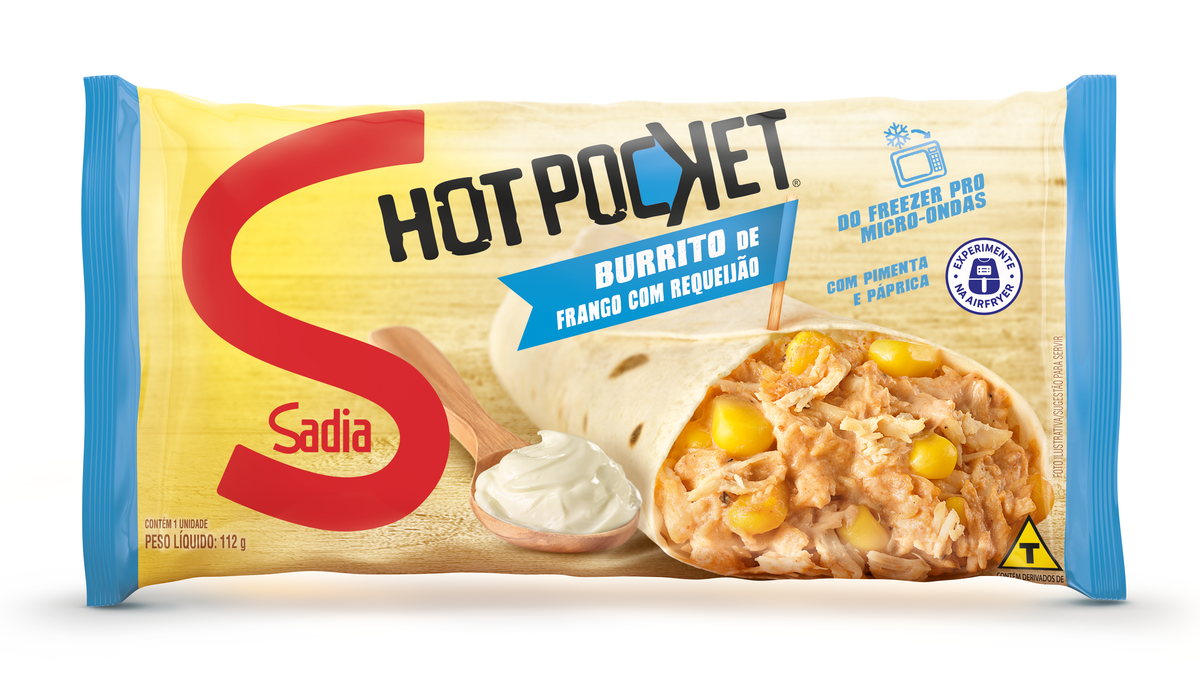 S
HOT POCKET®
BURRITO DE
FRANGO COM REQUEIJÃO
DO FREEZER PRO
MICRO-ONDAS
COM PIMENTA
E PÁPRICA
EXPERIMENTE
NA AIRFRYER
Sadia
CONTÉM 1 UNIDADE
PESO LÍQUIDO: 112 g
FOTO ILUSTRATIVA/SUGESTÃO PARA SERVIR
T
CONTÉM DERIVADOS DE